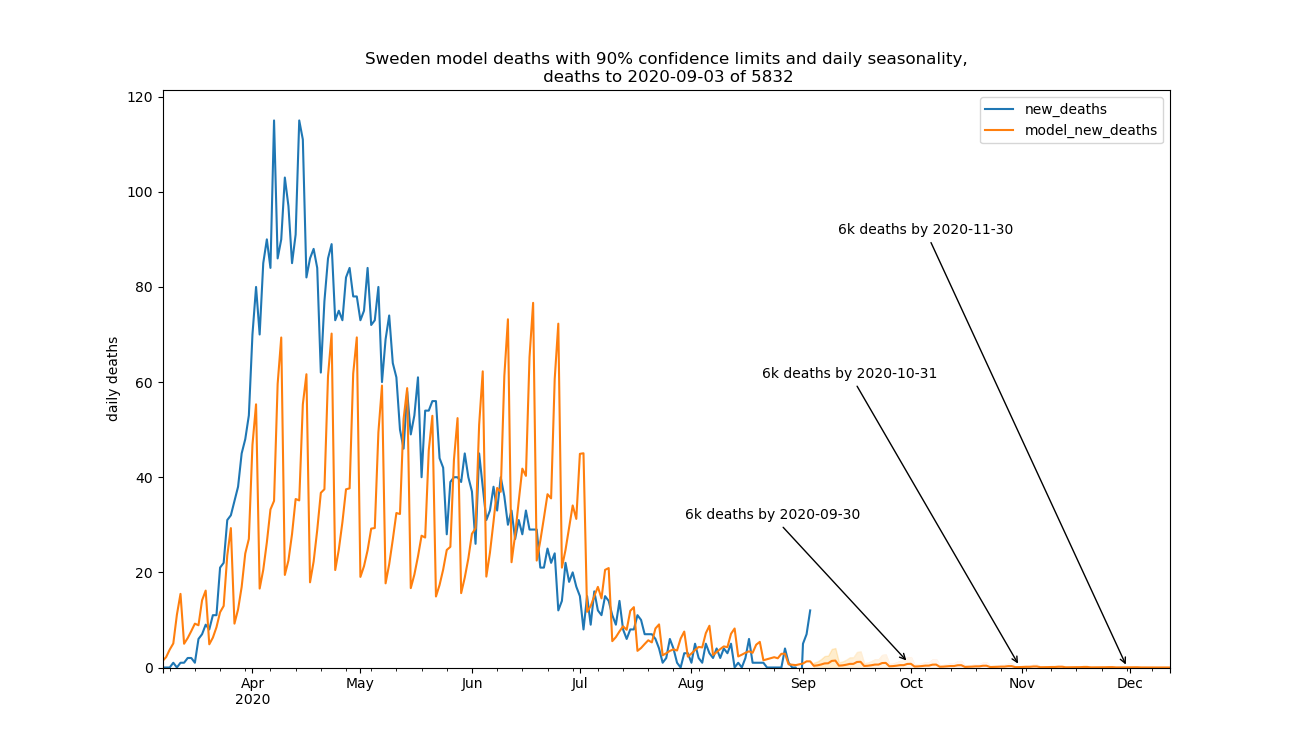 Sweden model deaths with 90% confidence limits and daily seasonality,
deaths to 2020-09-03 of 5832
120
100
80
60
40
20
0
daily deaths
new_deaths
model_new_deaths
6k deaths by 2020-11-30
6k deaths by 2020-10-31
6k deaths by 2020-09-30
Apr May Jun Jul Aug Sep Oct Nov Dec
2020